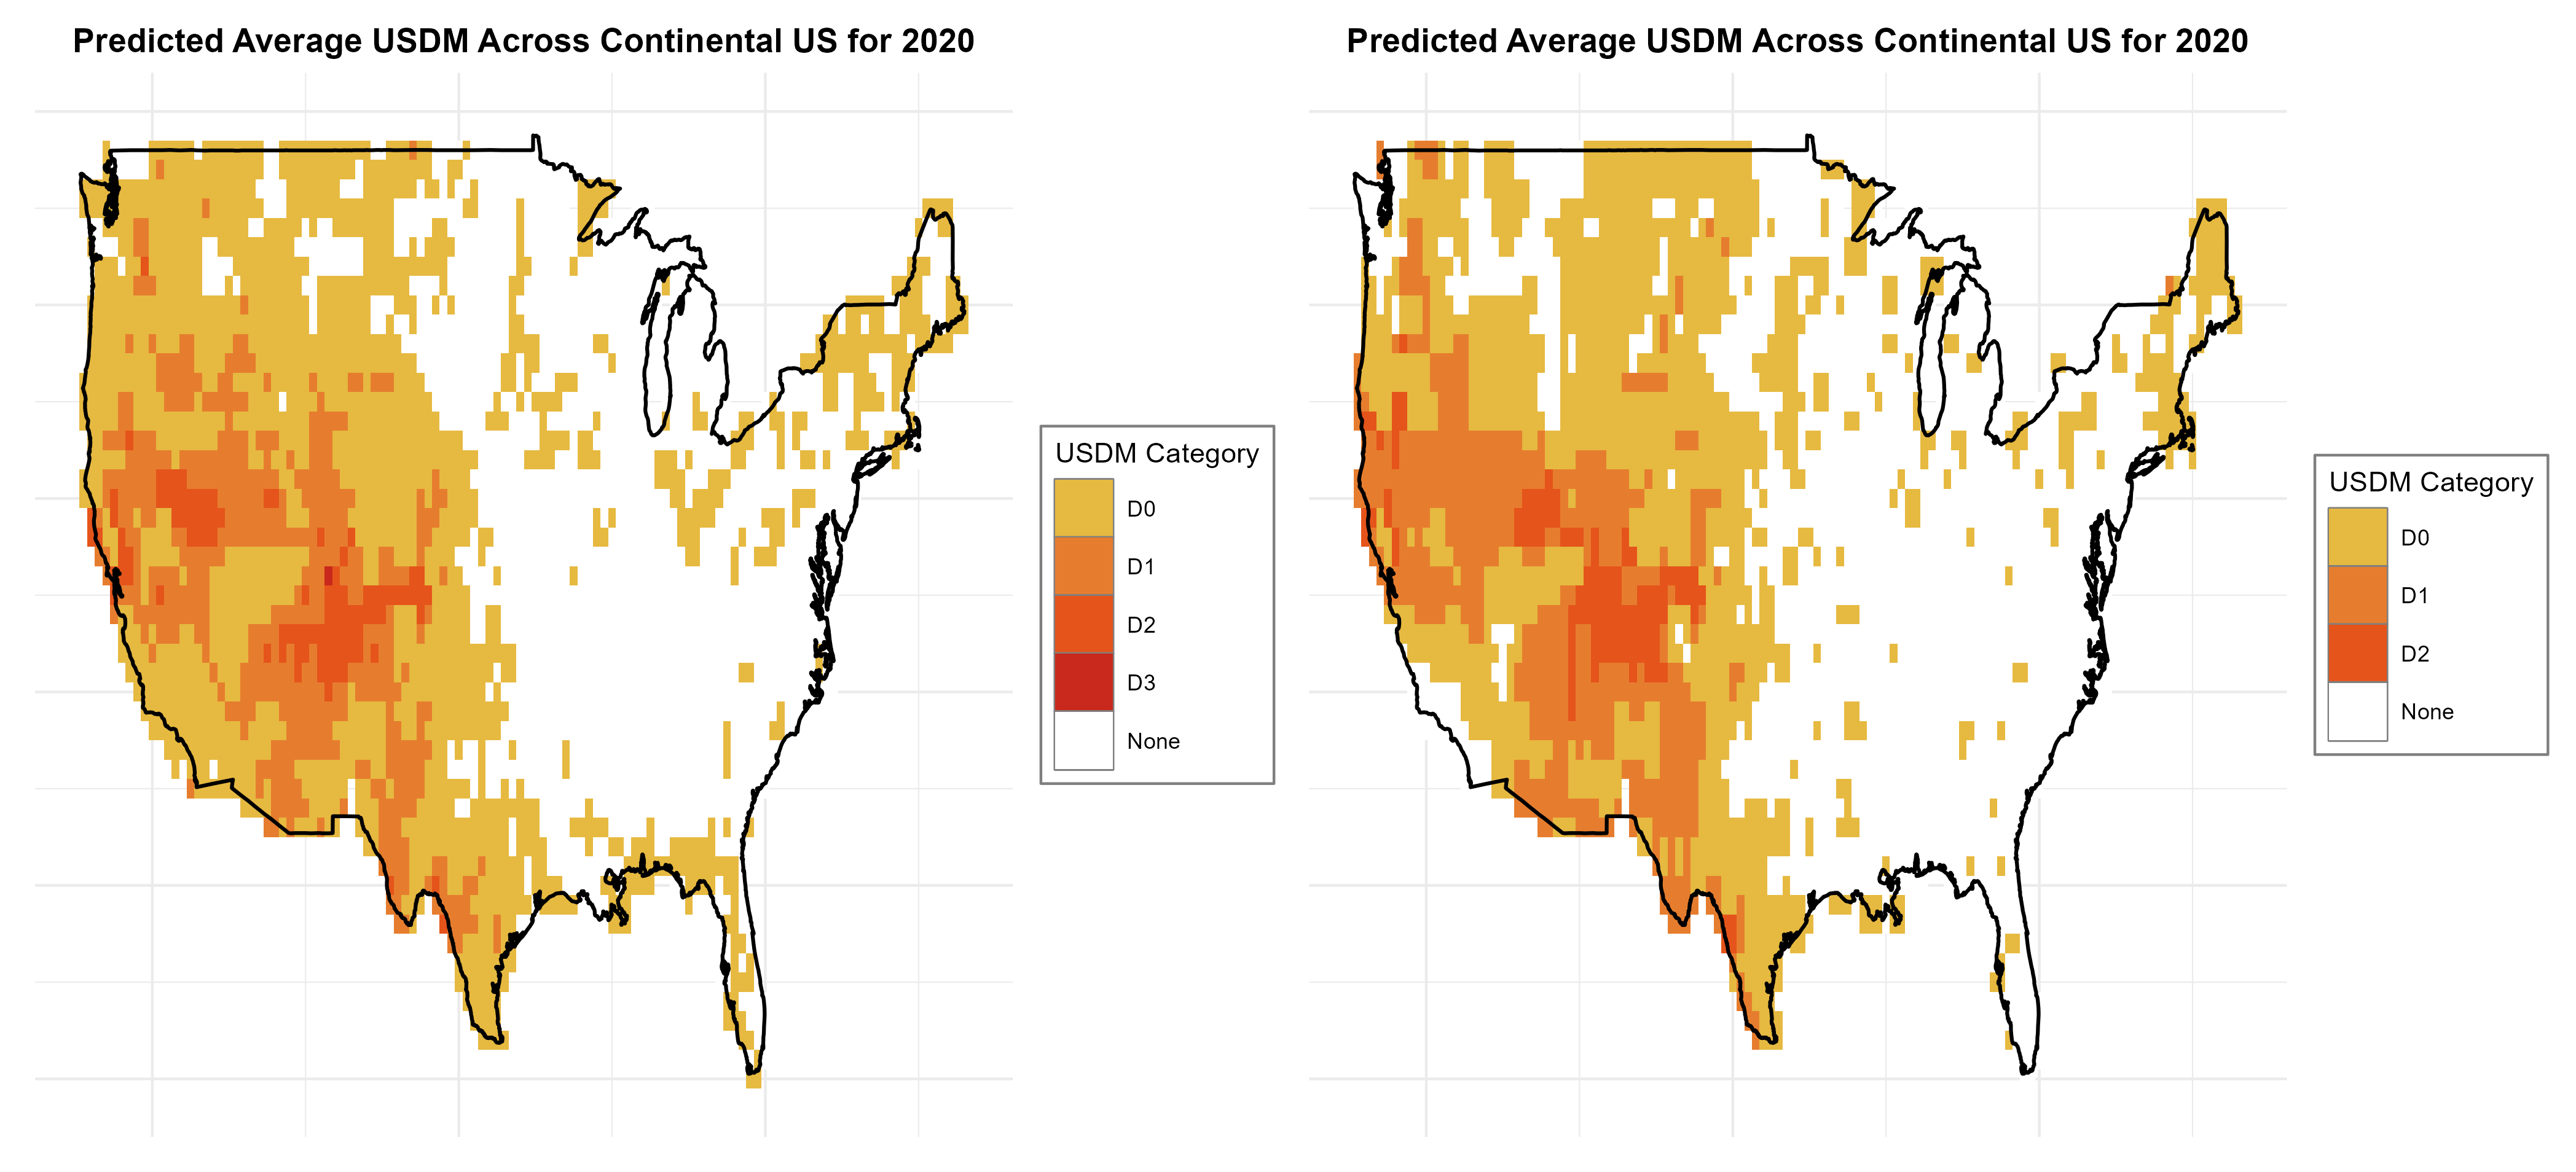 Predicted Average USDM Across Continental US for 2020
USDM Category
D0
D1
D2
D3
None
Predicted Average USDM Across Continental US for 2020
USDM Category
D0
D1
D2
None